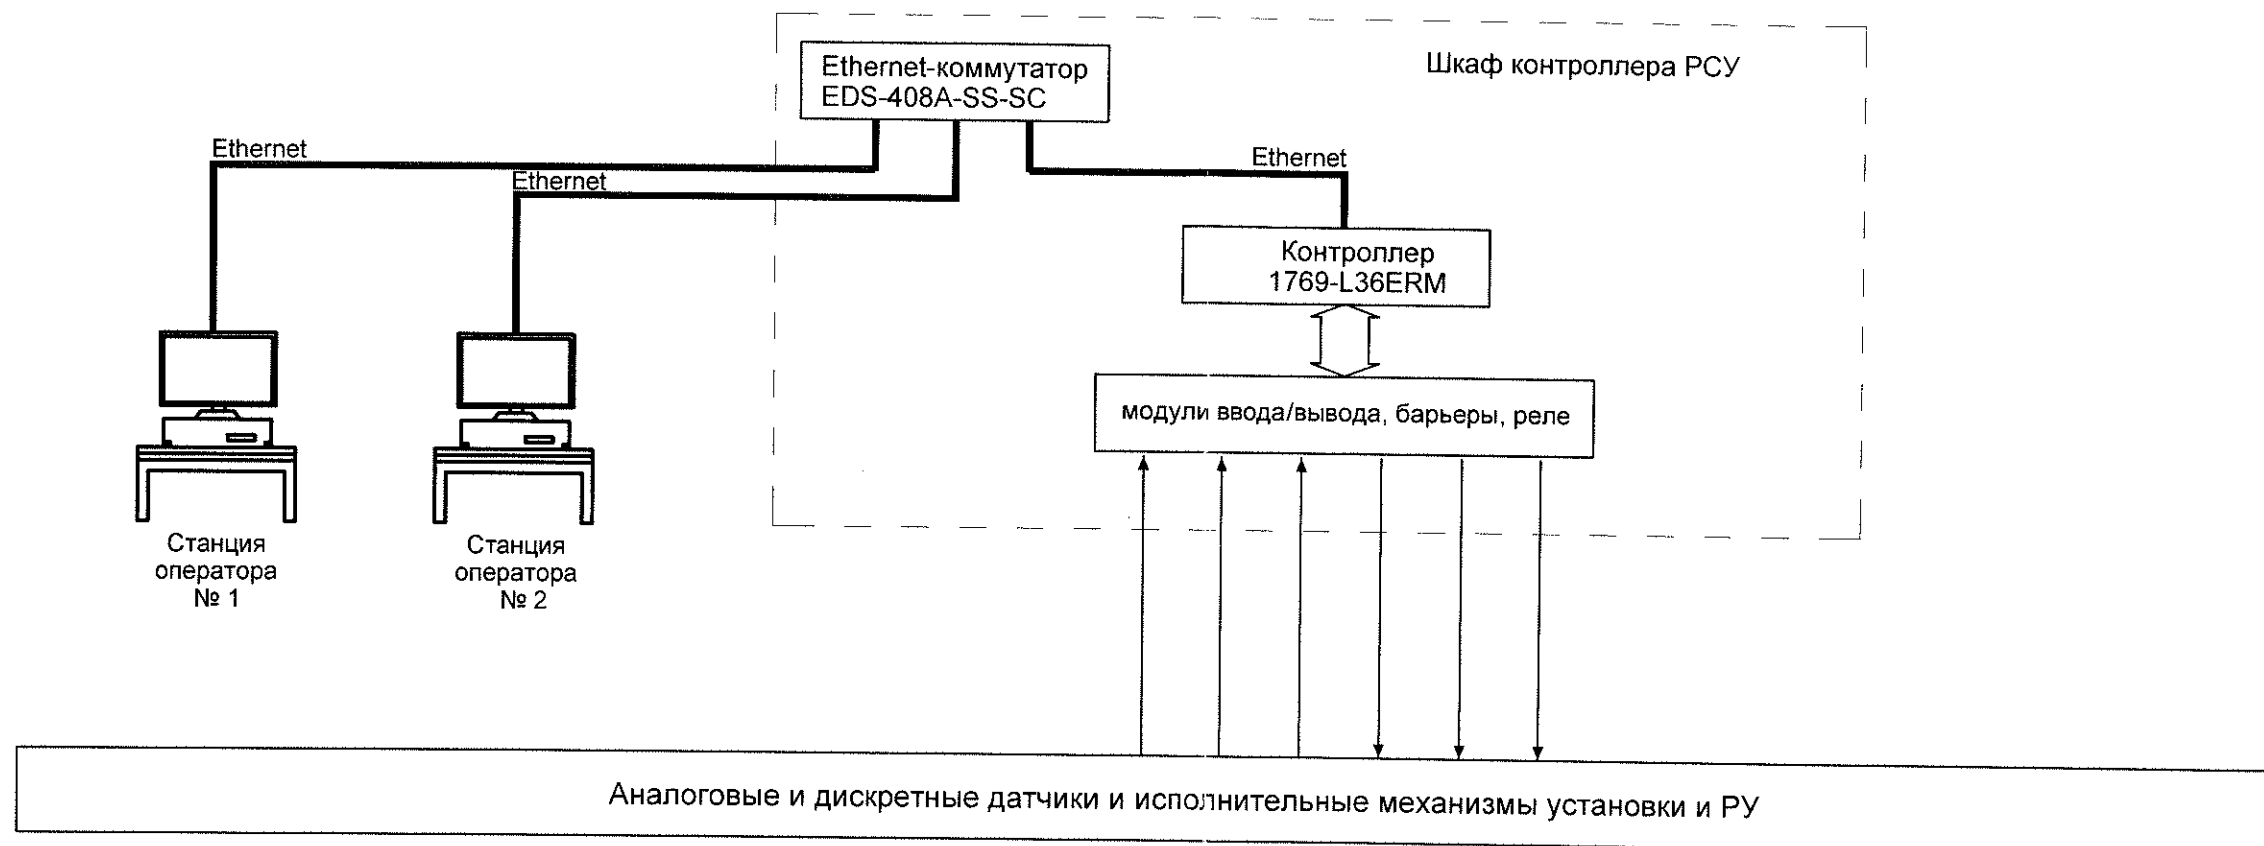 Ethernet-коммутатор
EDS-408A-SS-SC
Шкаф контроллера РСУ
Ethernet
Ethernet
Ethernet
Контроллер
1769-L36ERM
модули ввода/вывода, барьеры, реле
Станция
оператора
№ 1
Станция
оператора
№ 2
Аналоговые и дискретные датчики и исполнительные механизмы установки и РУ